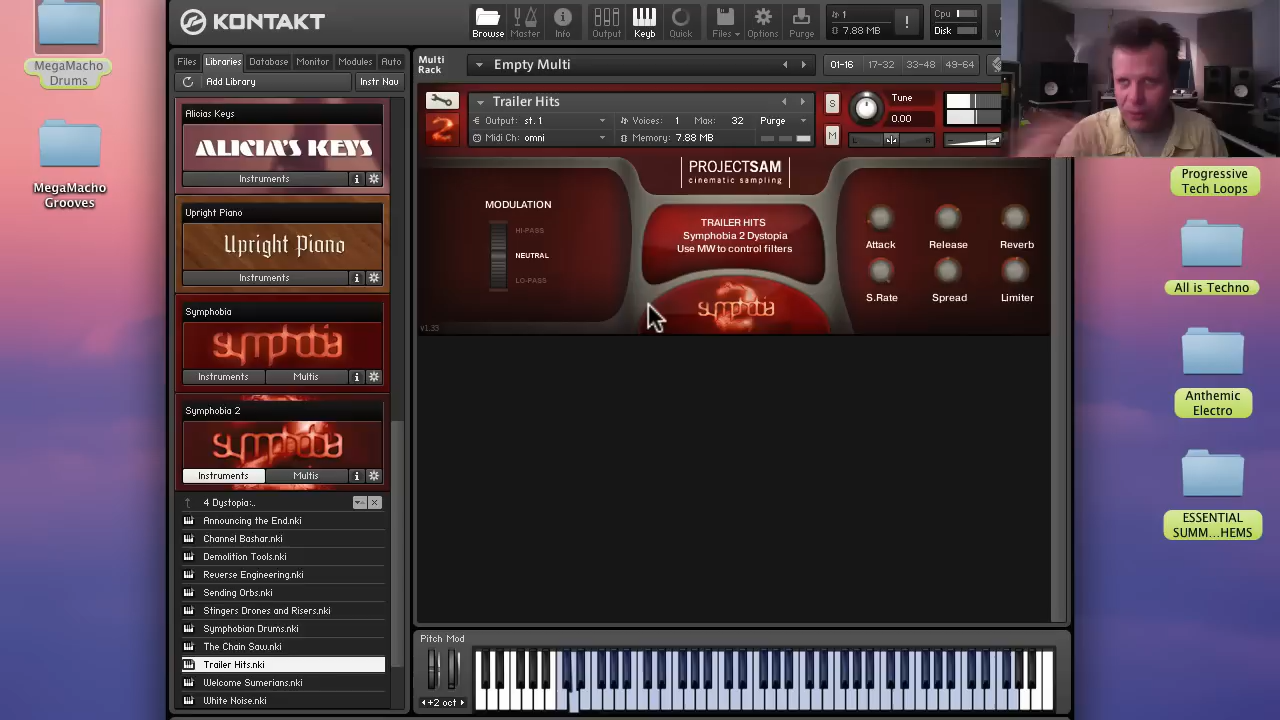 MegaMacho
Drums
MegaMacho
Grooves
KONTAKT
Browse
Master
Info
Output
Keyb
Quick
Files
Options
Purge
1
7.88 MB
!
Cpu
Disk
Files
Libraries
Database
Monitor
Modules
Auto
Add Library
Instr Nav
Alicias Keys
ALICIA'S KEYS
Instruments
i
Upright Piano
Upright Piano
Instruments
i
Symphobia
symphobia
Instruments
Multis
i
Symphobia 2
symphobia
Instruments
Multis
i
4 Dystopia:..
Announcing the End.nki
Channel Bashar.nki
Demolition Tools.nki
Reverse Engineering.nki
Sending Orbs.nki
Stingers Drones and Risers.nki
Symphobian Drums.nki
The Chain Saw.nki
Trailer Hits.nki
Welcome Sumerians.nki
White Noise.nki
Multi
Rack
Empty Multi
01-16
17-32
33-48
49-64
Trailer Hits
Output: st. 1
Voices: 1 Max: 32 Purge
Midi Ch: omni
Memory: 7.88 MB
S
M
Tune
0.00
2
PROJECTSAM
cinematic sampling
MODULATION
HI-PASS
NEUTRAL
LO-PASS
TRAILER HITS
Symphobia 2 Dystopia
Use MW to control filters
symphobia
Attack
Release
Reverb
S.Rate
Spread
Limiter
v1.33
Pitch Mod
+2 oct
Progressive
Tech Loops
All is Techno
Anthemic
Electro
ESSENTIAL
SUMM...HEMS